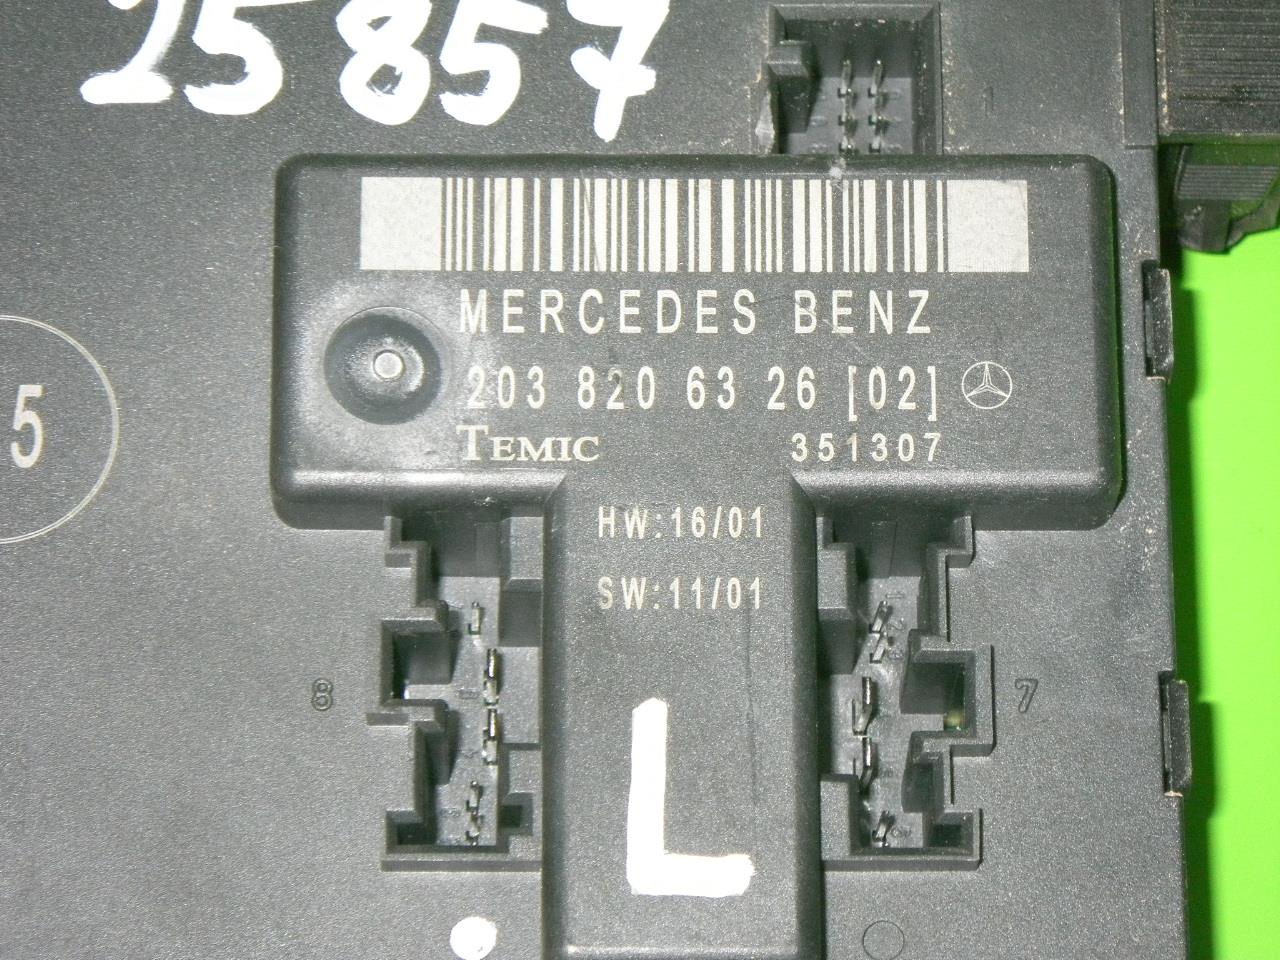 25857
1
MERCEDES BENZ
203 820 63 26 [02]
5
TEMIC 351307
HW:16/01
SW:11/01
8
7
L